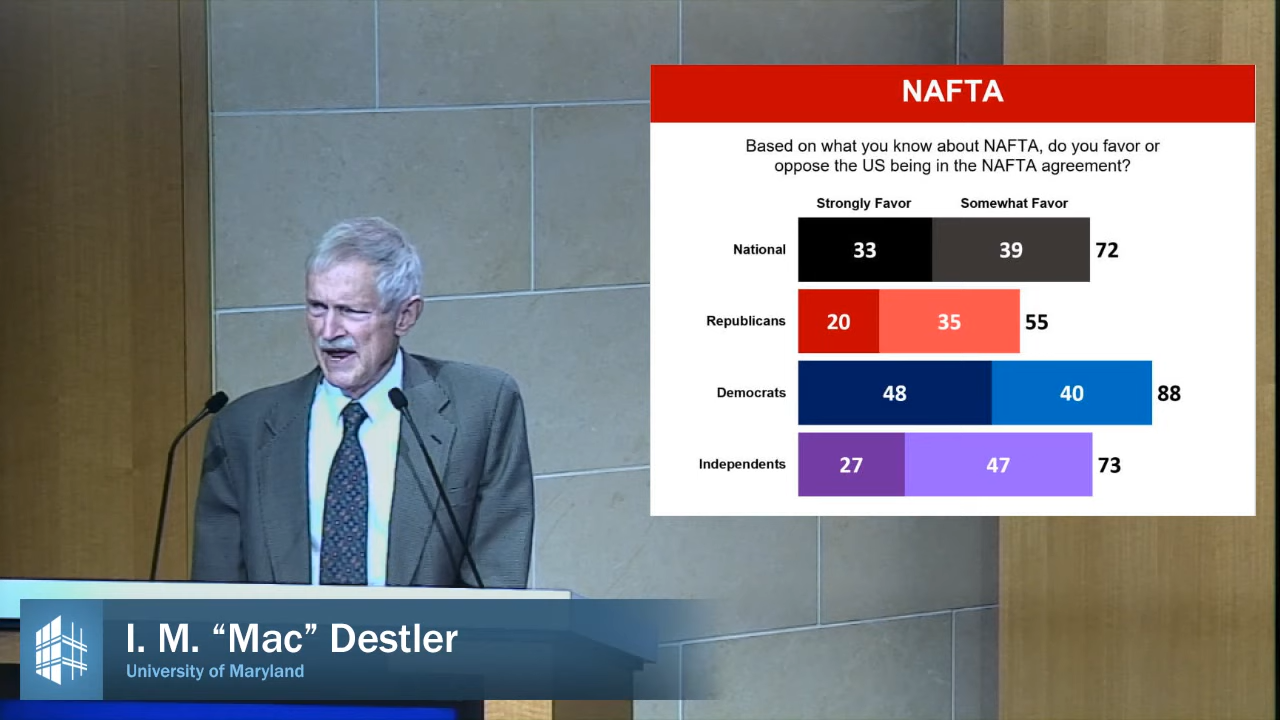 NAFTA
Based on what you know about NAFTA, do you favor or
oppose the US being in the NAFTA agreement?
Strongly Favor Somewhat Favor
National 33 39 72
Republicans 20 35 55
Democrats 48 40 88
Independents 27 47 73
I. M. “Mac” Destler
University of Maryland